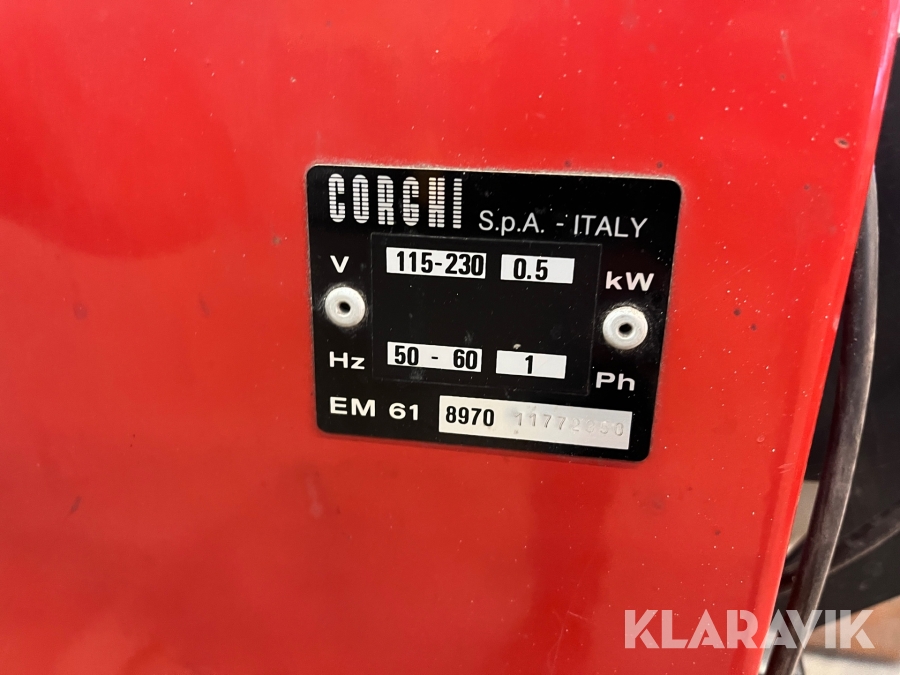 CORGHI S.p.A. - ITALY
V 115-230 0.5 kW
Hz 50 - 60 1 Ph
EM 61 8970
KLARAVIK